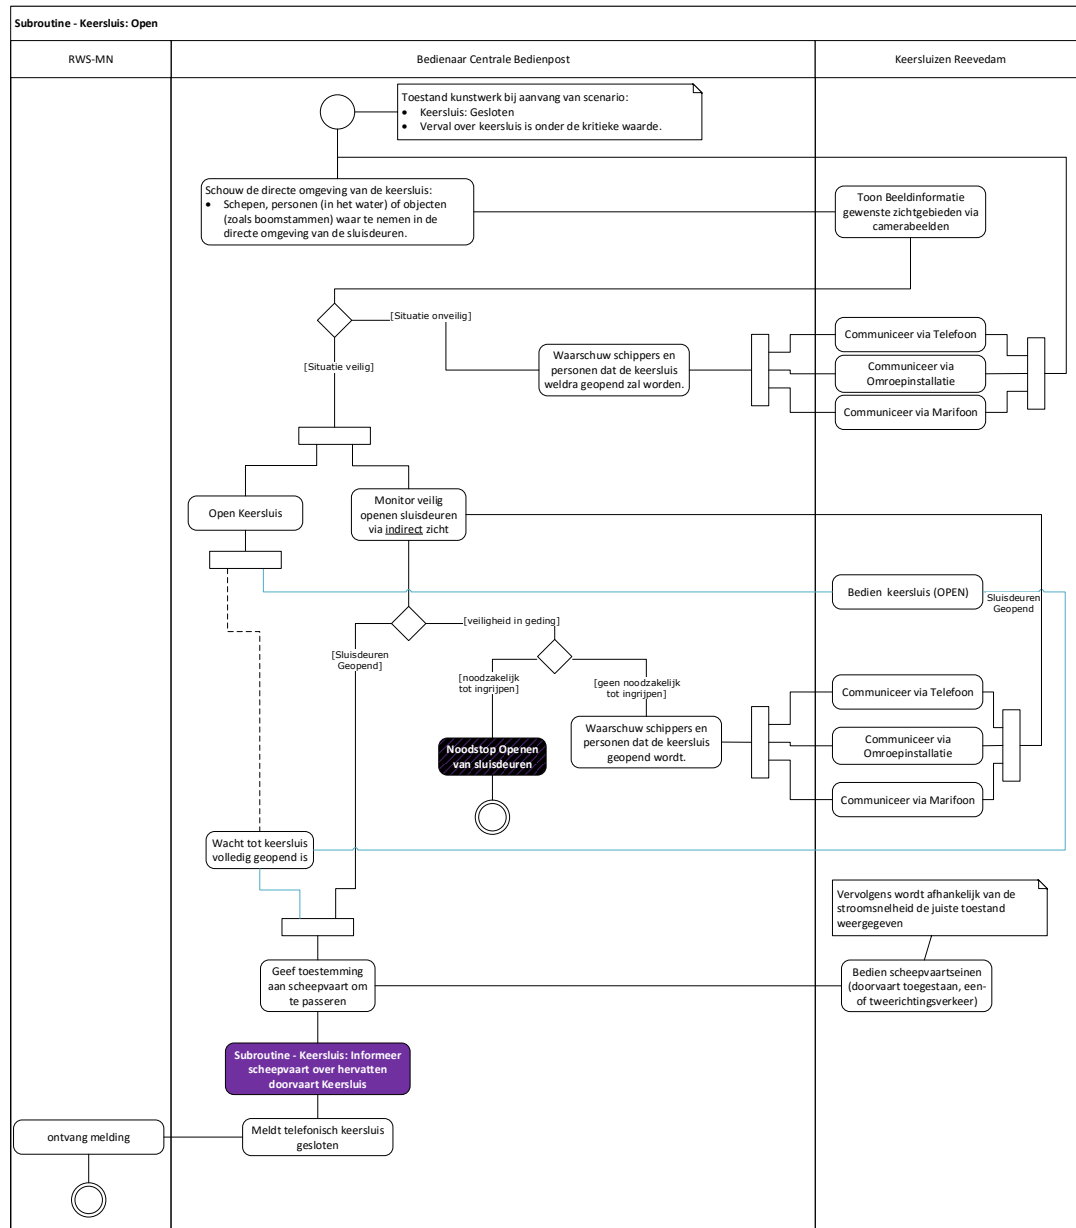 Subroutine - Keersluis: Open
RWS-MN
Bedienaar Centrale Bedienpost
Keersluizen Reevedam
Toestand kunstwerk bij aanvang van scenario:
• Keersluis: Gesloten
• Verval over keersluis is onder de kritieke waarde.
Schouw de directe omgeving van de keersluis:
• Schepen, personen (in het water) of objecten
(zoals boomstammen) waar te nemen in de
directe omgeving van de sluisdeuren.
Toon Beeldinformatie
gewenste zichtgebieden via
camerabeelden
[Situatie onveilig]
[Situatie veilig]
Waarschuw schippers en
personen dat de keersluis
weldra geopend zal worden.
Communiceer via Telefoon
Communiceer via
Omroepinstallatie
Communiceer via Marifoon
Open Keersluis
Monitor veilig
openen sluisdeuren
via indirect zicht
Bedien keersluis (OPEN)
Sluisdeuren
Geopend
[veiligheid in geding]
[Sluisdeuren
Geopend]
[noodzakelijk
tot ingrijpen]
[geen noodzakelijk
tot ingrijpen]
Noodstop Openen
van sluisdeuren
Waarschuw schippers en
personen dat de keersluis
geopend wordt.
Communiceer via Telefoon
Communiceer via
Omroepinstallatie
Communiceer via Marifoon
Wacht tot keersluis
volledig geopend is
Vervolgens wordt afhankelijk van de
stroomsnelheid de juiste toestand
weergegeven
Geef toestemming
aan scheepvaart om
te passeren
Bedien scheepvaartseinen
(doorvaart toegestaan, een-
of tweerichtingsverkeer)
Subroutine - Keersluis: Informeer
scheepvaart over hervatten
doorvaart Keersluis
Meldt telefonisch keersluis
gesloten
ontvang melding